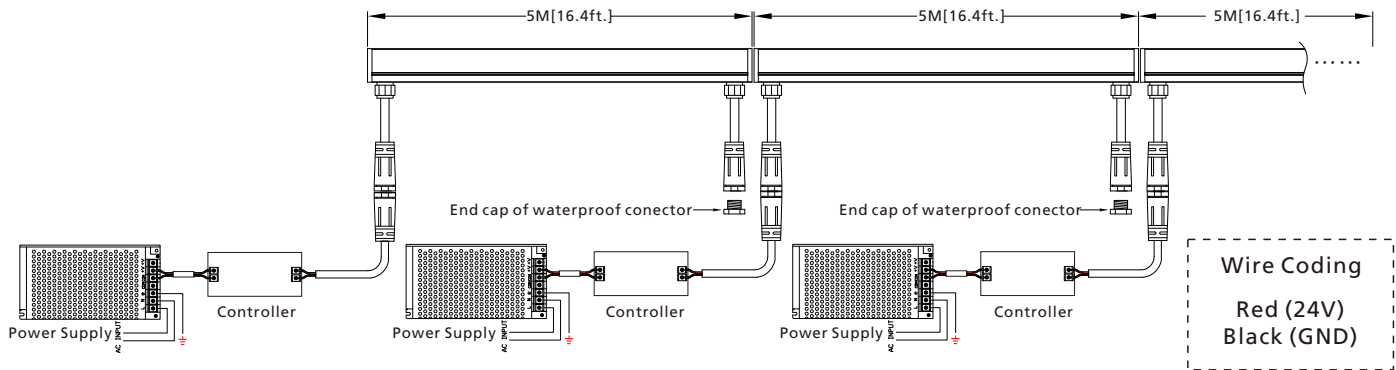 5M[16.4ft.]
5M[16.4ft.]
5M[16.4ft.]
......
End cap of waterproof conector
End cap of waterproof conector
Controller
Controller
Controller
Power Supply
Power Supply
Power Supply
AC INPUT
AC INPUT
AC INPUT
Wire Coding
Red (24V)
Black (GND)